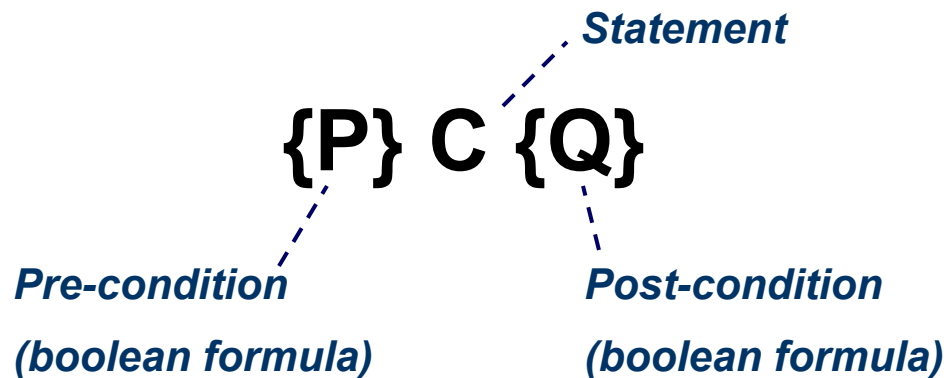 Statement
{P} C {Q}
Pre-condition
(boolean formula)
Post-condition
(boolean formula)